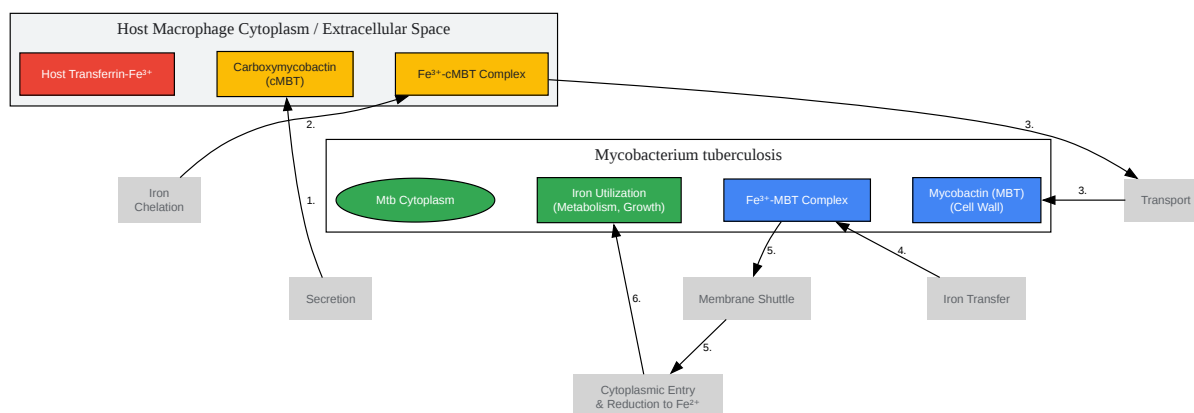 Host Macrophage Cytoplasm / Extracellular Space
Host Transferrin-Fe³⁺
Carboxymycobactin
(cMBT)
Fe³⁺-cMBT Complex
2.
3.
Mycobacterium tuberculosis
Iron
Chelation
1.
Mtb Cytoplasm
Iron Utilization
(Metabolism, Growth)
Fe³⁺-MBT Complex
Mycobactin (MBT)
(Cell Wall)
3.
Transport
5.
4.
Secretion
6.
Membrane Shuttle
Iron Transfer
5.
Cytoplasmic Entry
& Reduction to Fe²⁺